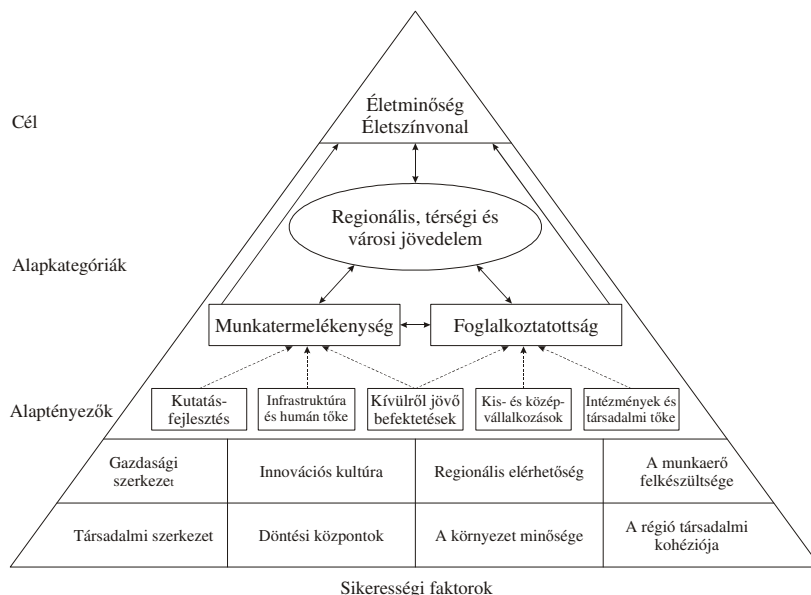 Cél
Életminőség
Életszínvonal
Alapkategóriák
Regionális, térségi és
városi jövedelem
Munkatermelékenység
Foglalkoztatottság
Alaptényezők
Kutatás-
fejlesztés
Infrastruktúra
és humán tőke
Kívülről jövő
befektetések
Kis- és közép-
vállalkozások
Intézmények és
társadalmi tőke
Gazdasági
szerkezet
Innovációs kultúra
Regionális elérhetőség
A munkaerő
felkészültsége
Társadalmi szerkezet
Döntési központok
A környezet minősége
A régió társadalmi
kohéziója
Sikerességi faktorok